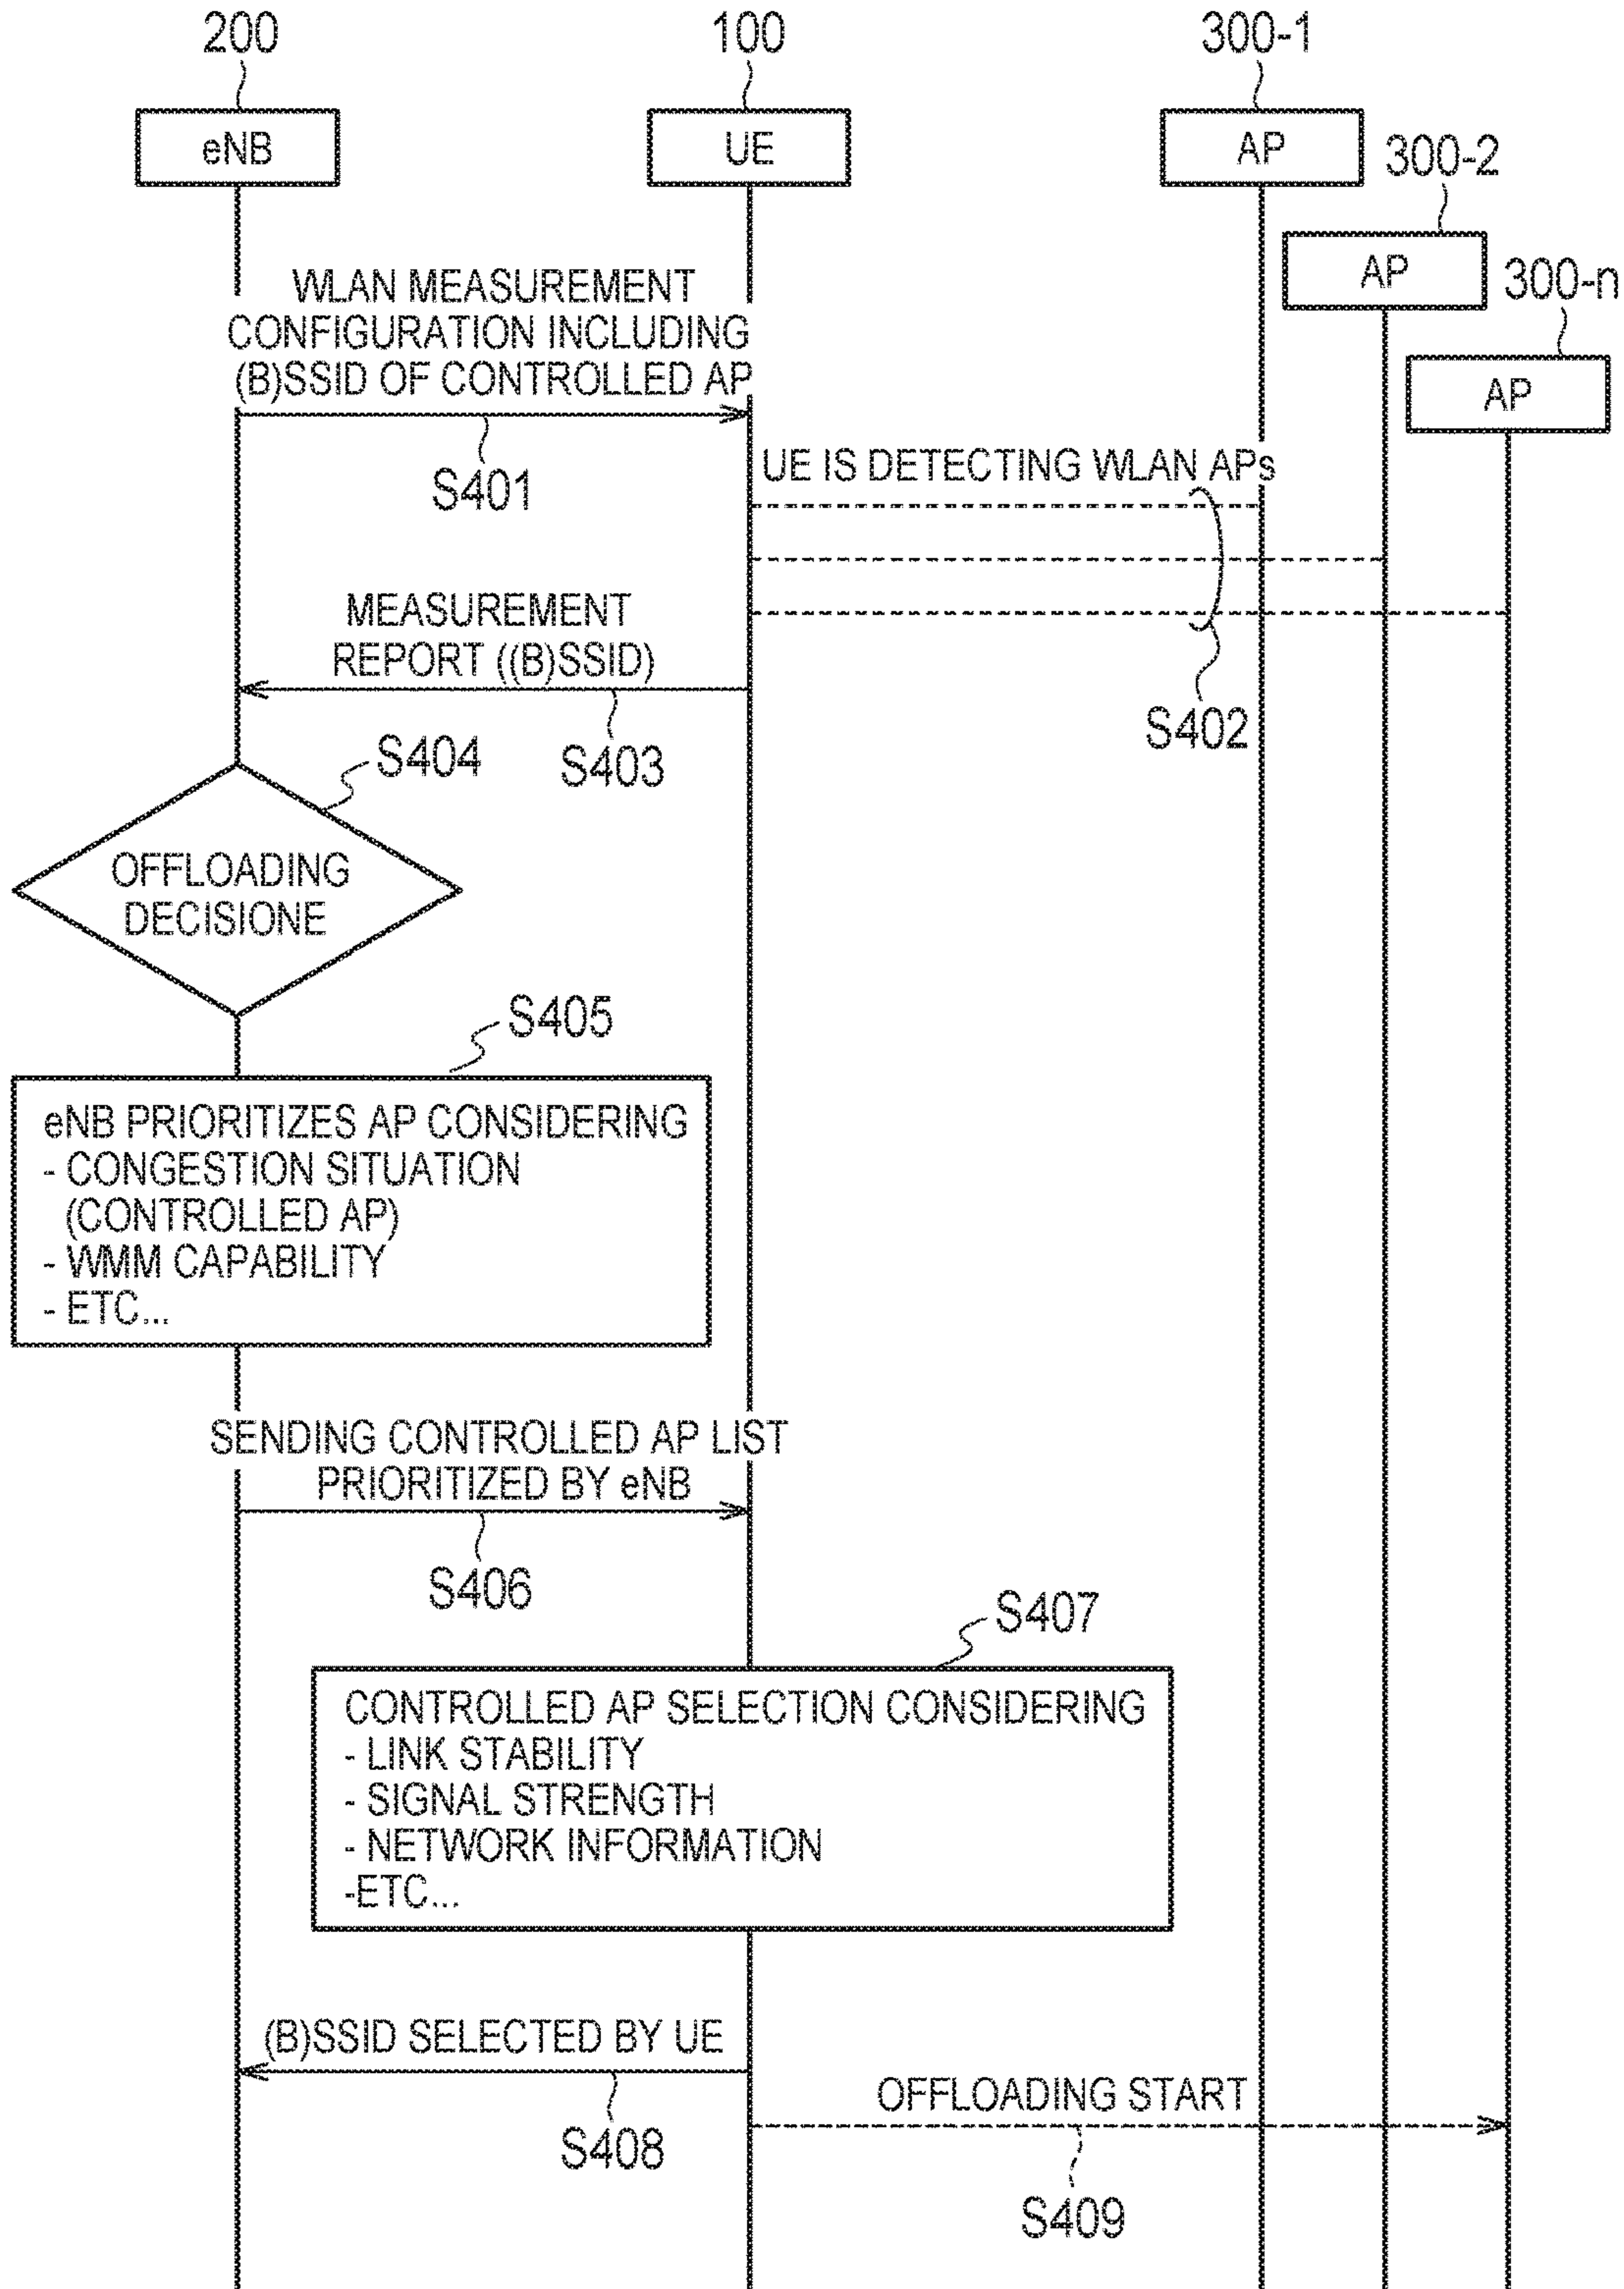 200
100
300-1
eNB
UE
AP
300-2
AP
300-n
AP
WLAN MEASUREMENT
CONFIGURATION INCLUDING
(B)SSID OF CONTROLLED AP
S401
UE IS DETECTING WLAN APs
S402
MEASUREMENT
REPORT ((B)SSID)
S403
S404
OFFLOADING
DECISIONE
S405
eNB PRIORITIZES AP CONSIDERING
- CONGESTION SITUATION
(CONTROLLED AP)
- WMM CAPABILITY
- ETC...
SENDING CONTROLLED AP LIST
PRIORITIZED BY eNB
S406
S407
CONTROLLED AP SELECTION CONSIDERING
- LINK STABILITY
- SIGNAL STRENGTH
- NETWORK INFORMATION
-ETC...
(B)SSID SELECTED BY UE
S408
OFFLOADING START
S409